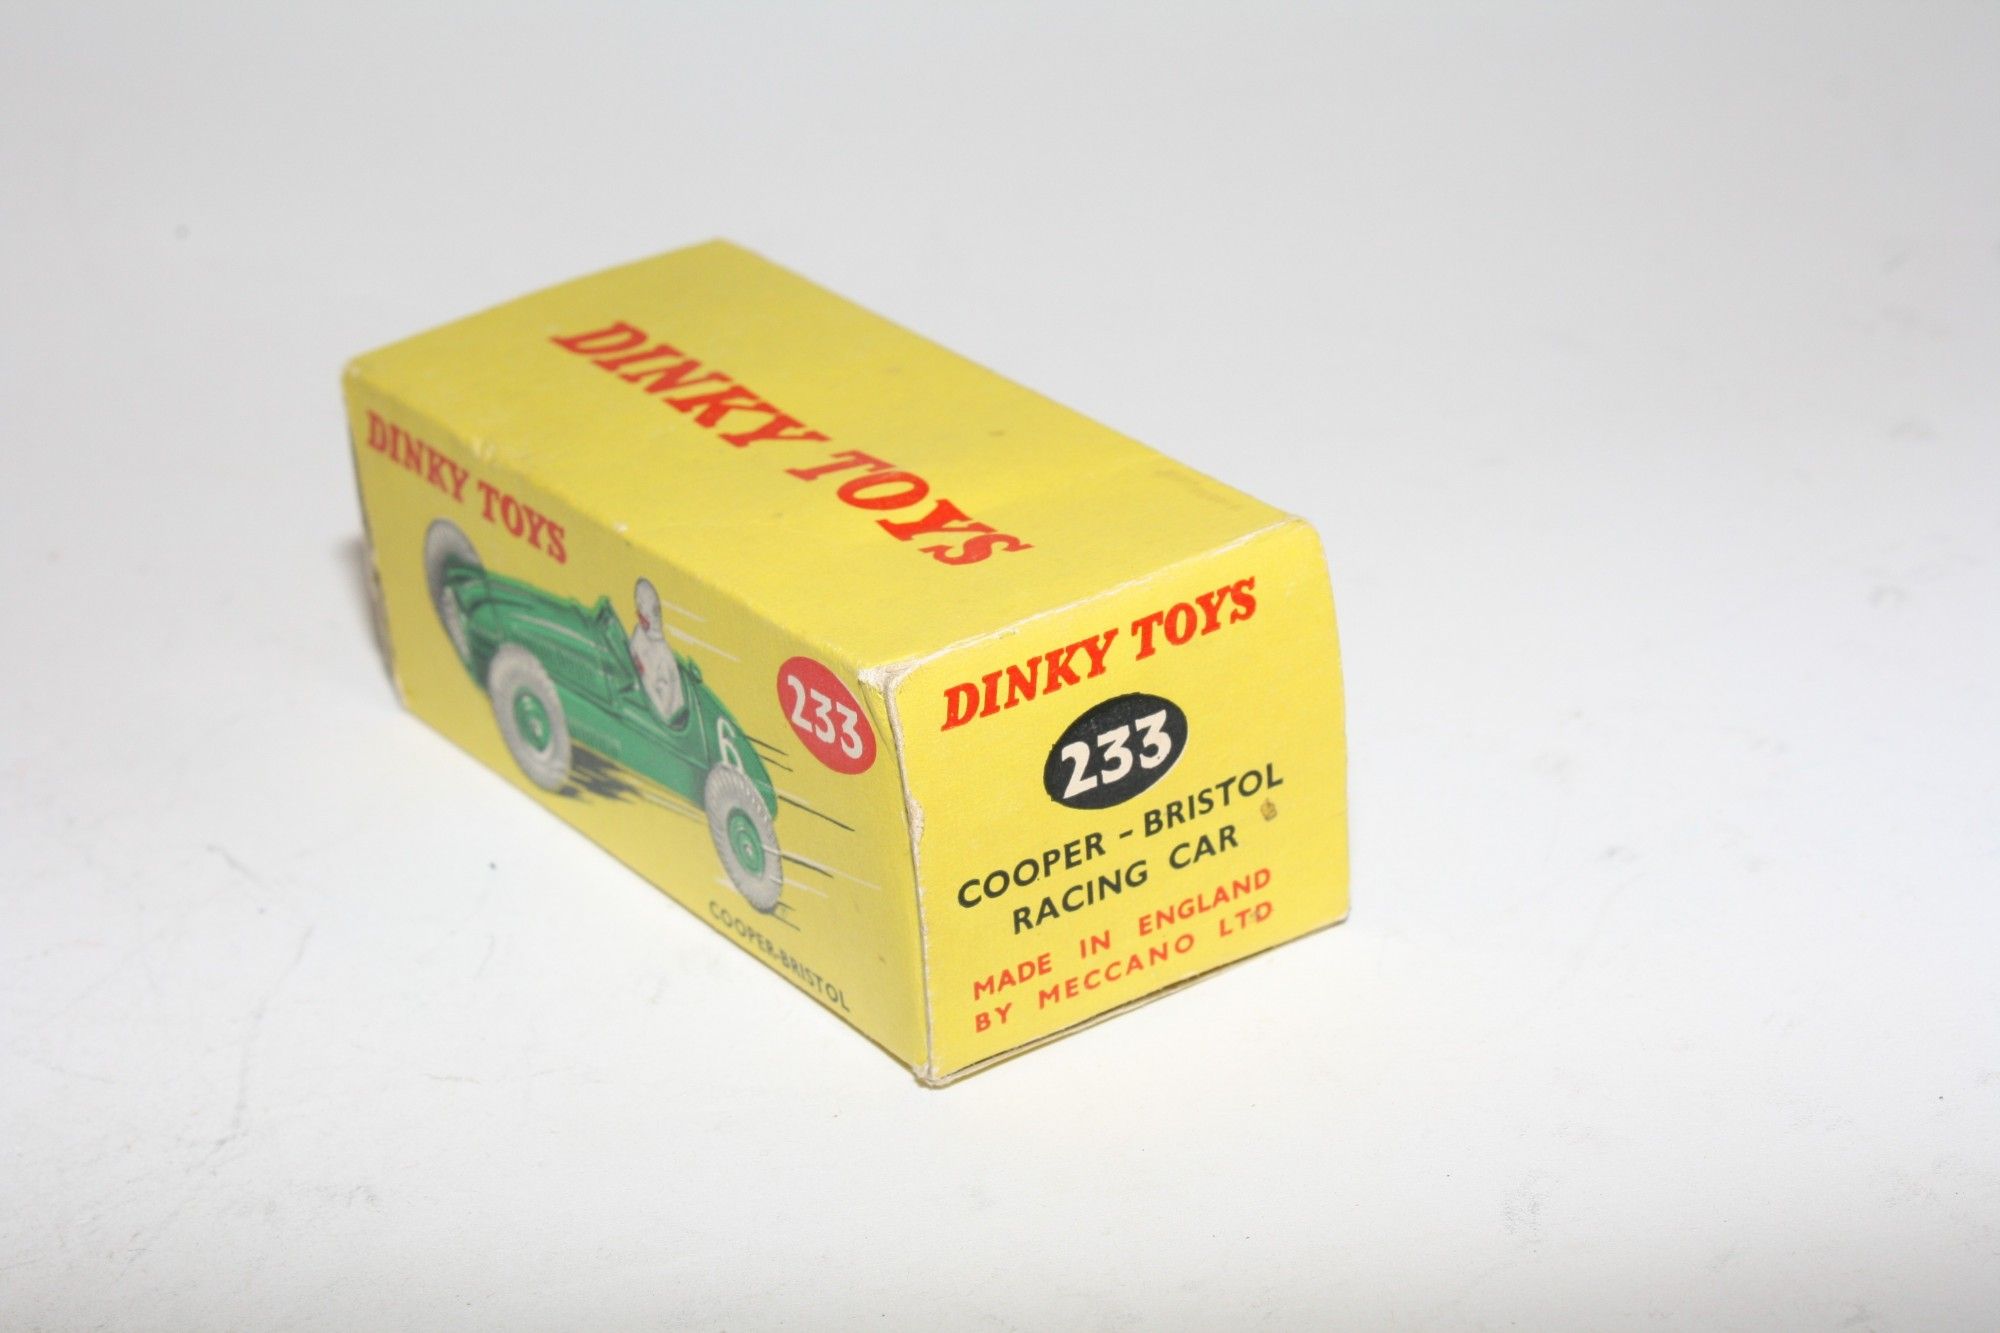 DINKY TOYS
DINKY TOYS
233
6
COOPER-BRISTOL
DINKY TOYS
233
COOPER - BRISTOL
RACING CAR
MADE IN ENGLAND
BY MECCANO LTD